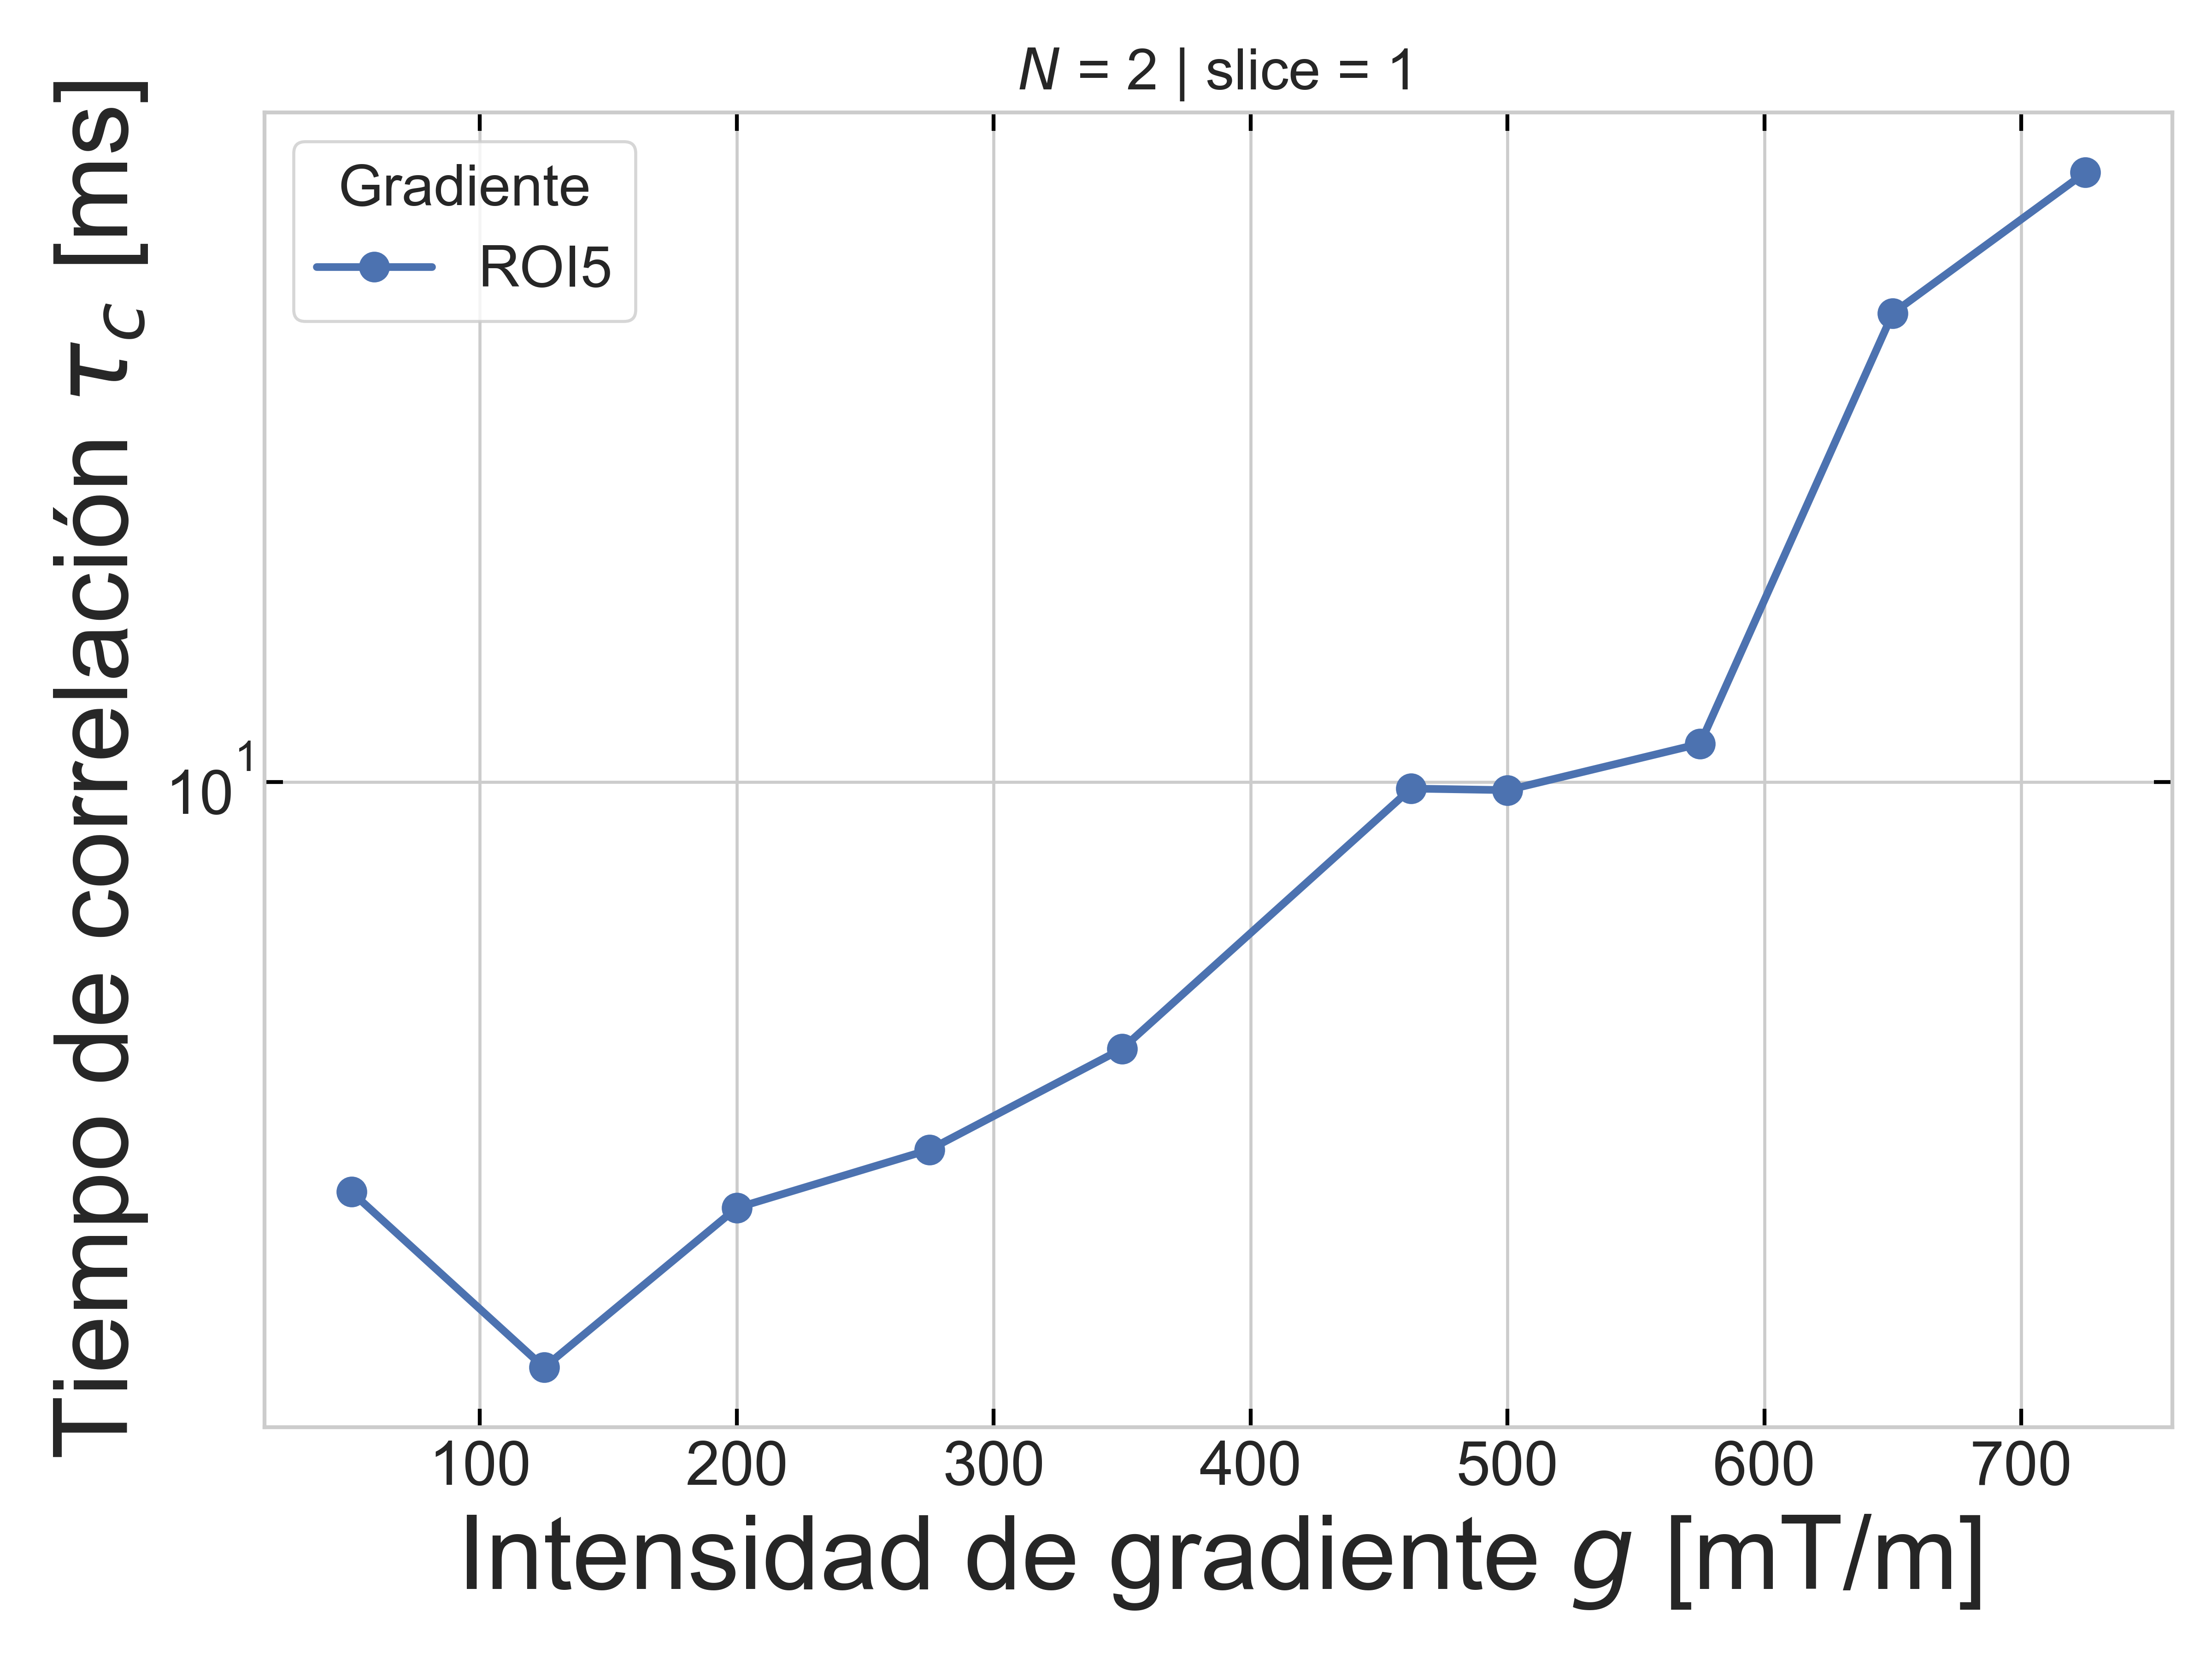 N = 2 | slice = 1
Gradiente
ROI5
Tiempo de correlación τc [ms]
10¹
100 200 300 400 500 600 700
Intensidad de gradiente g [mT/m]